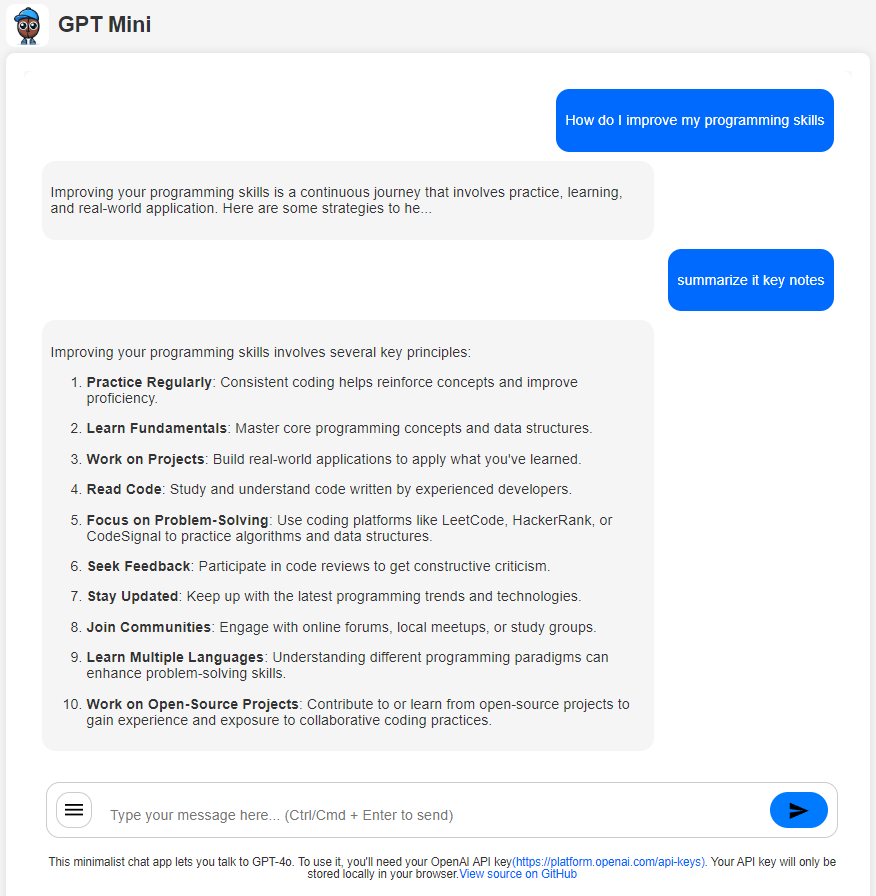 GPT Mini
How do I improve my programming skills
Improving your programming skills is a continuous journey that involves practice, learning,
and real-world application. Here are some strategies to he...
summarize it key notes
Improving your programming skills involves several key principles:
1. Practice Regularly: Consistent coding helps reinforce concepts and improve
proficiency.
2. Learn Fundamentals: Master core programming concepts and data structures.
3. Work on Projects: Build real-world applications to apply what you've learned.
4. Read Code: Study and understand code written by experienced developers.
5. Focus on Problem-Solving: Use coding platforms like LeetCode, HackerRank, or
CodeSignal to practice algorithms and data structures.
6. Seek Feedback: Participate in code reviews to get constructive criticism.
7. Stay Updated: Keep up with the latest programming trends and technologies.
8. Join Communities: Engage with online forums, local meetups, or study groups.
9. Learn Multiple Languages: Understanding different programming paradigms can
enhance problem-solving skills.
10. Work on Open-Source Projects: Contribute to or learn from open-source projects to
gain experience and exposure to collaborative coding practices.
Type your message here... (Ctrl/Cmd + Enter to send)
This minimalist chat app lets you talk to GPT-4o. To use it, you'll need your OpenAI API key(https://platform.openai.com/api-keys). Your API key will only be
stored locally in your browser.View source on GitHub